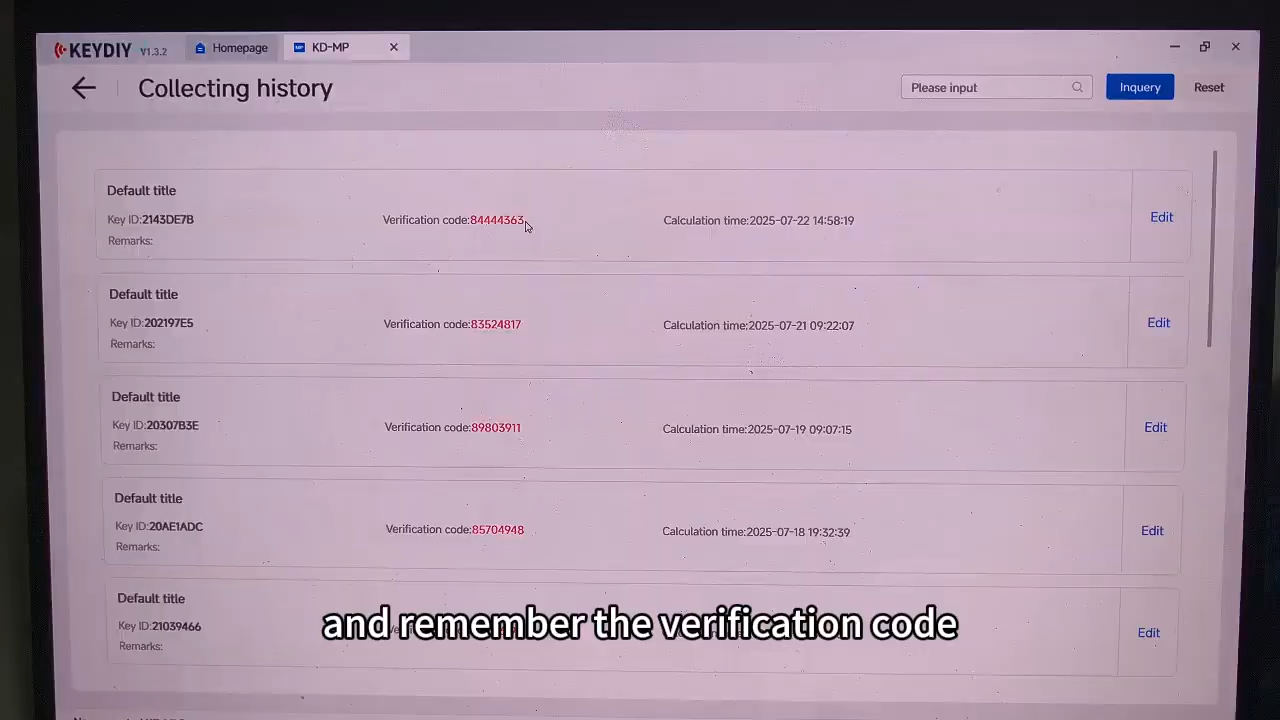 KEYDIY V1.3.2 Homepage KD-MP
Collecting history
Please input Inquery Reset
Default title
Key ID:2143DE7B Verification code:84444363 Calculation time:2025-07-22 14:58:19 Edit
Remarks:
Default title
Key ID:202197E5 Verification code:83524817 Calculation time:2025-07-21 09:22:07 Edit
Remarks:
Default title
Key ID:20307B3E Verification code:89803911 Calculation time:2025-07-19 09:07:15 Edit
Remarks:
Default title
Key ID:20AE1ADC Verification code:85704948 Calculation time:2025-07-18 19:32:39 Edit
Remarks:
Default title
Key ID:21039466 Edit
Remarks:
and remember the verification code